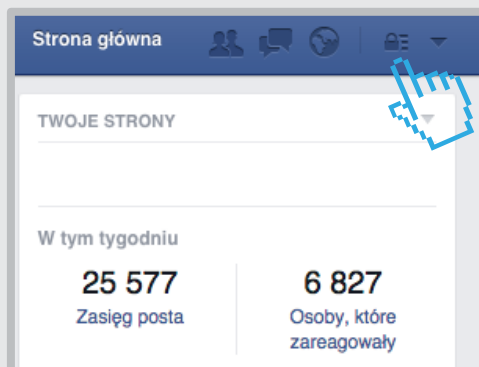 Strona główna
TWOJE STRONY
W tym tygodniu
25 577
Zasięg posta
6 827
Osoby, które
zareagowały